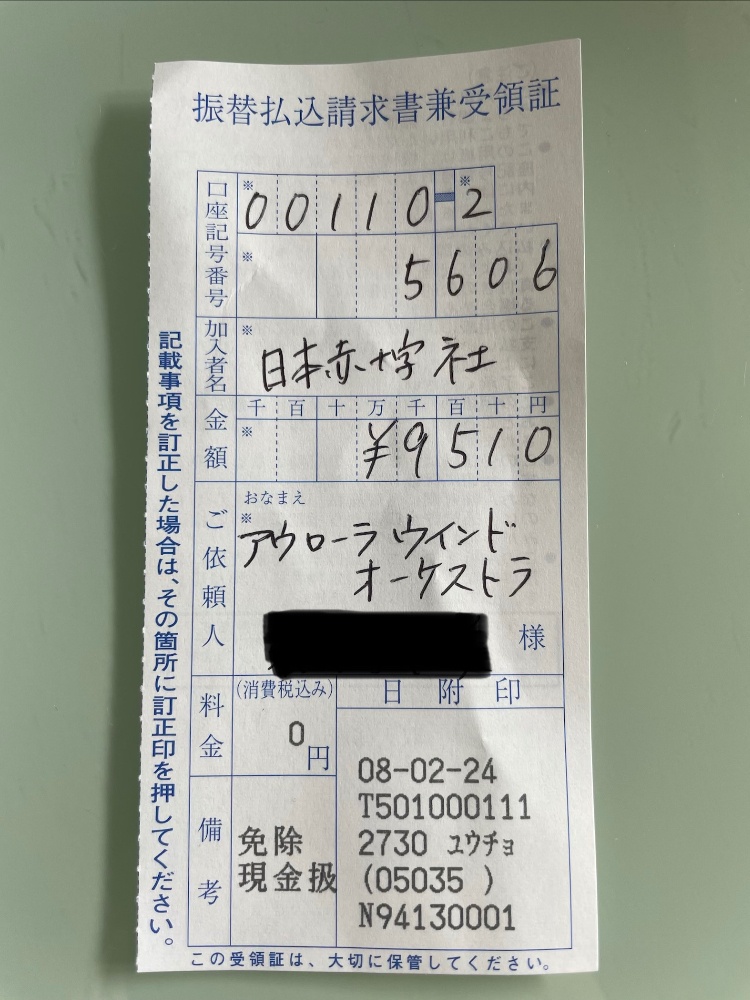 振替払込請求書兼受領証
口座記号番号
※00110-※2
※5606
加入者名
※日本赤十字社
金額
千百十万千百十円
※¥9510
ご依頼人
おなまえ
※
アウローラ ウインド
オーケストラ
様
料金
(消費税込み)
0円
日附印
08-02-24
T501000111
2730 ユウチョ
(05035 )
N94130001
備考
免除
現金扱
記載事項を訂正した場合は、その箇所に訂正印を押してください。
この受領証は、大切に保管してください。